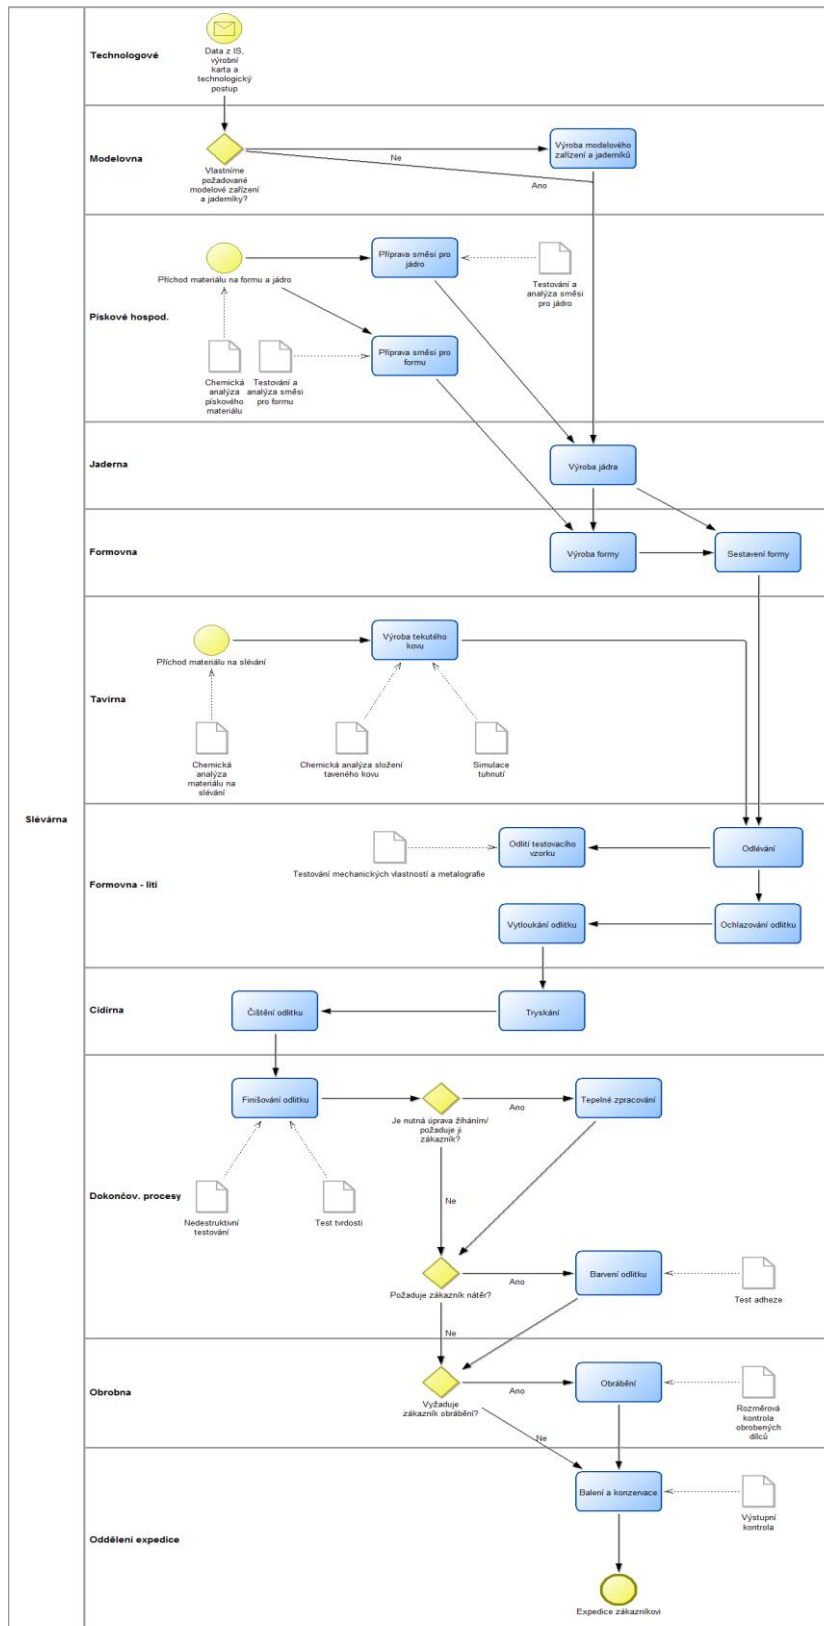 Slévárna
Technologové
Data z IS,
výrobní
karta a
technologický
postup
Modelovna
Vlastníme
požadované
modelové zařízení
a jaderníky?
Ne
Ano
Výroba modelového
zařízení a jaderníků
Pískové hospod.
Příchod materiálu na formu a jádro
Příprava směsi pro
jádro
Testování a
analýza směsi
pro jádro
Chemická
analýza
pískového
materiálu
Testování a
analýza směsi
pro formu
Příprava směsi pro
formu
Jaderna
Výroba jádra
Formovna
Výroba formy
Sestavení formy
Tavírna
Příchod materiálu na slévání
Výroba tekutého
kovu
Chemická
analýza
materiálu na
slévání
Chemická analýza složení
taveného kovu
Simulace
tuhnutí
Formovna - lití
Testování mechanických vlastností a metalografie
Odlití testovacího
vzorku
Odlévání
Vytloukání odlitku
Ochlazování odlitku
Cídírna
Čištění odlitku
Tryskání
Dokončov. procesy
Finišování odlitku
Je nutná úprava žíháním/
požaduje ji
zákazník?
Ano
Tepelné zpracování
Nedestruktivní
testování
Test tvrdosti
Ne
Požaduje zákazník nátěr?
Ano
Barvení odlitku
Test adheze
Ne
Obrobna
Vyžaduje
zákazník obrábění?
Ano
Obrábění
Rozměrová
kontrola
obrobených
dílců
Ne
Oddělení expedice
Balení a konzervace
Výstupní
kontrola
Expedice zákazníkovi